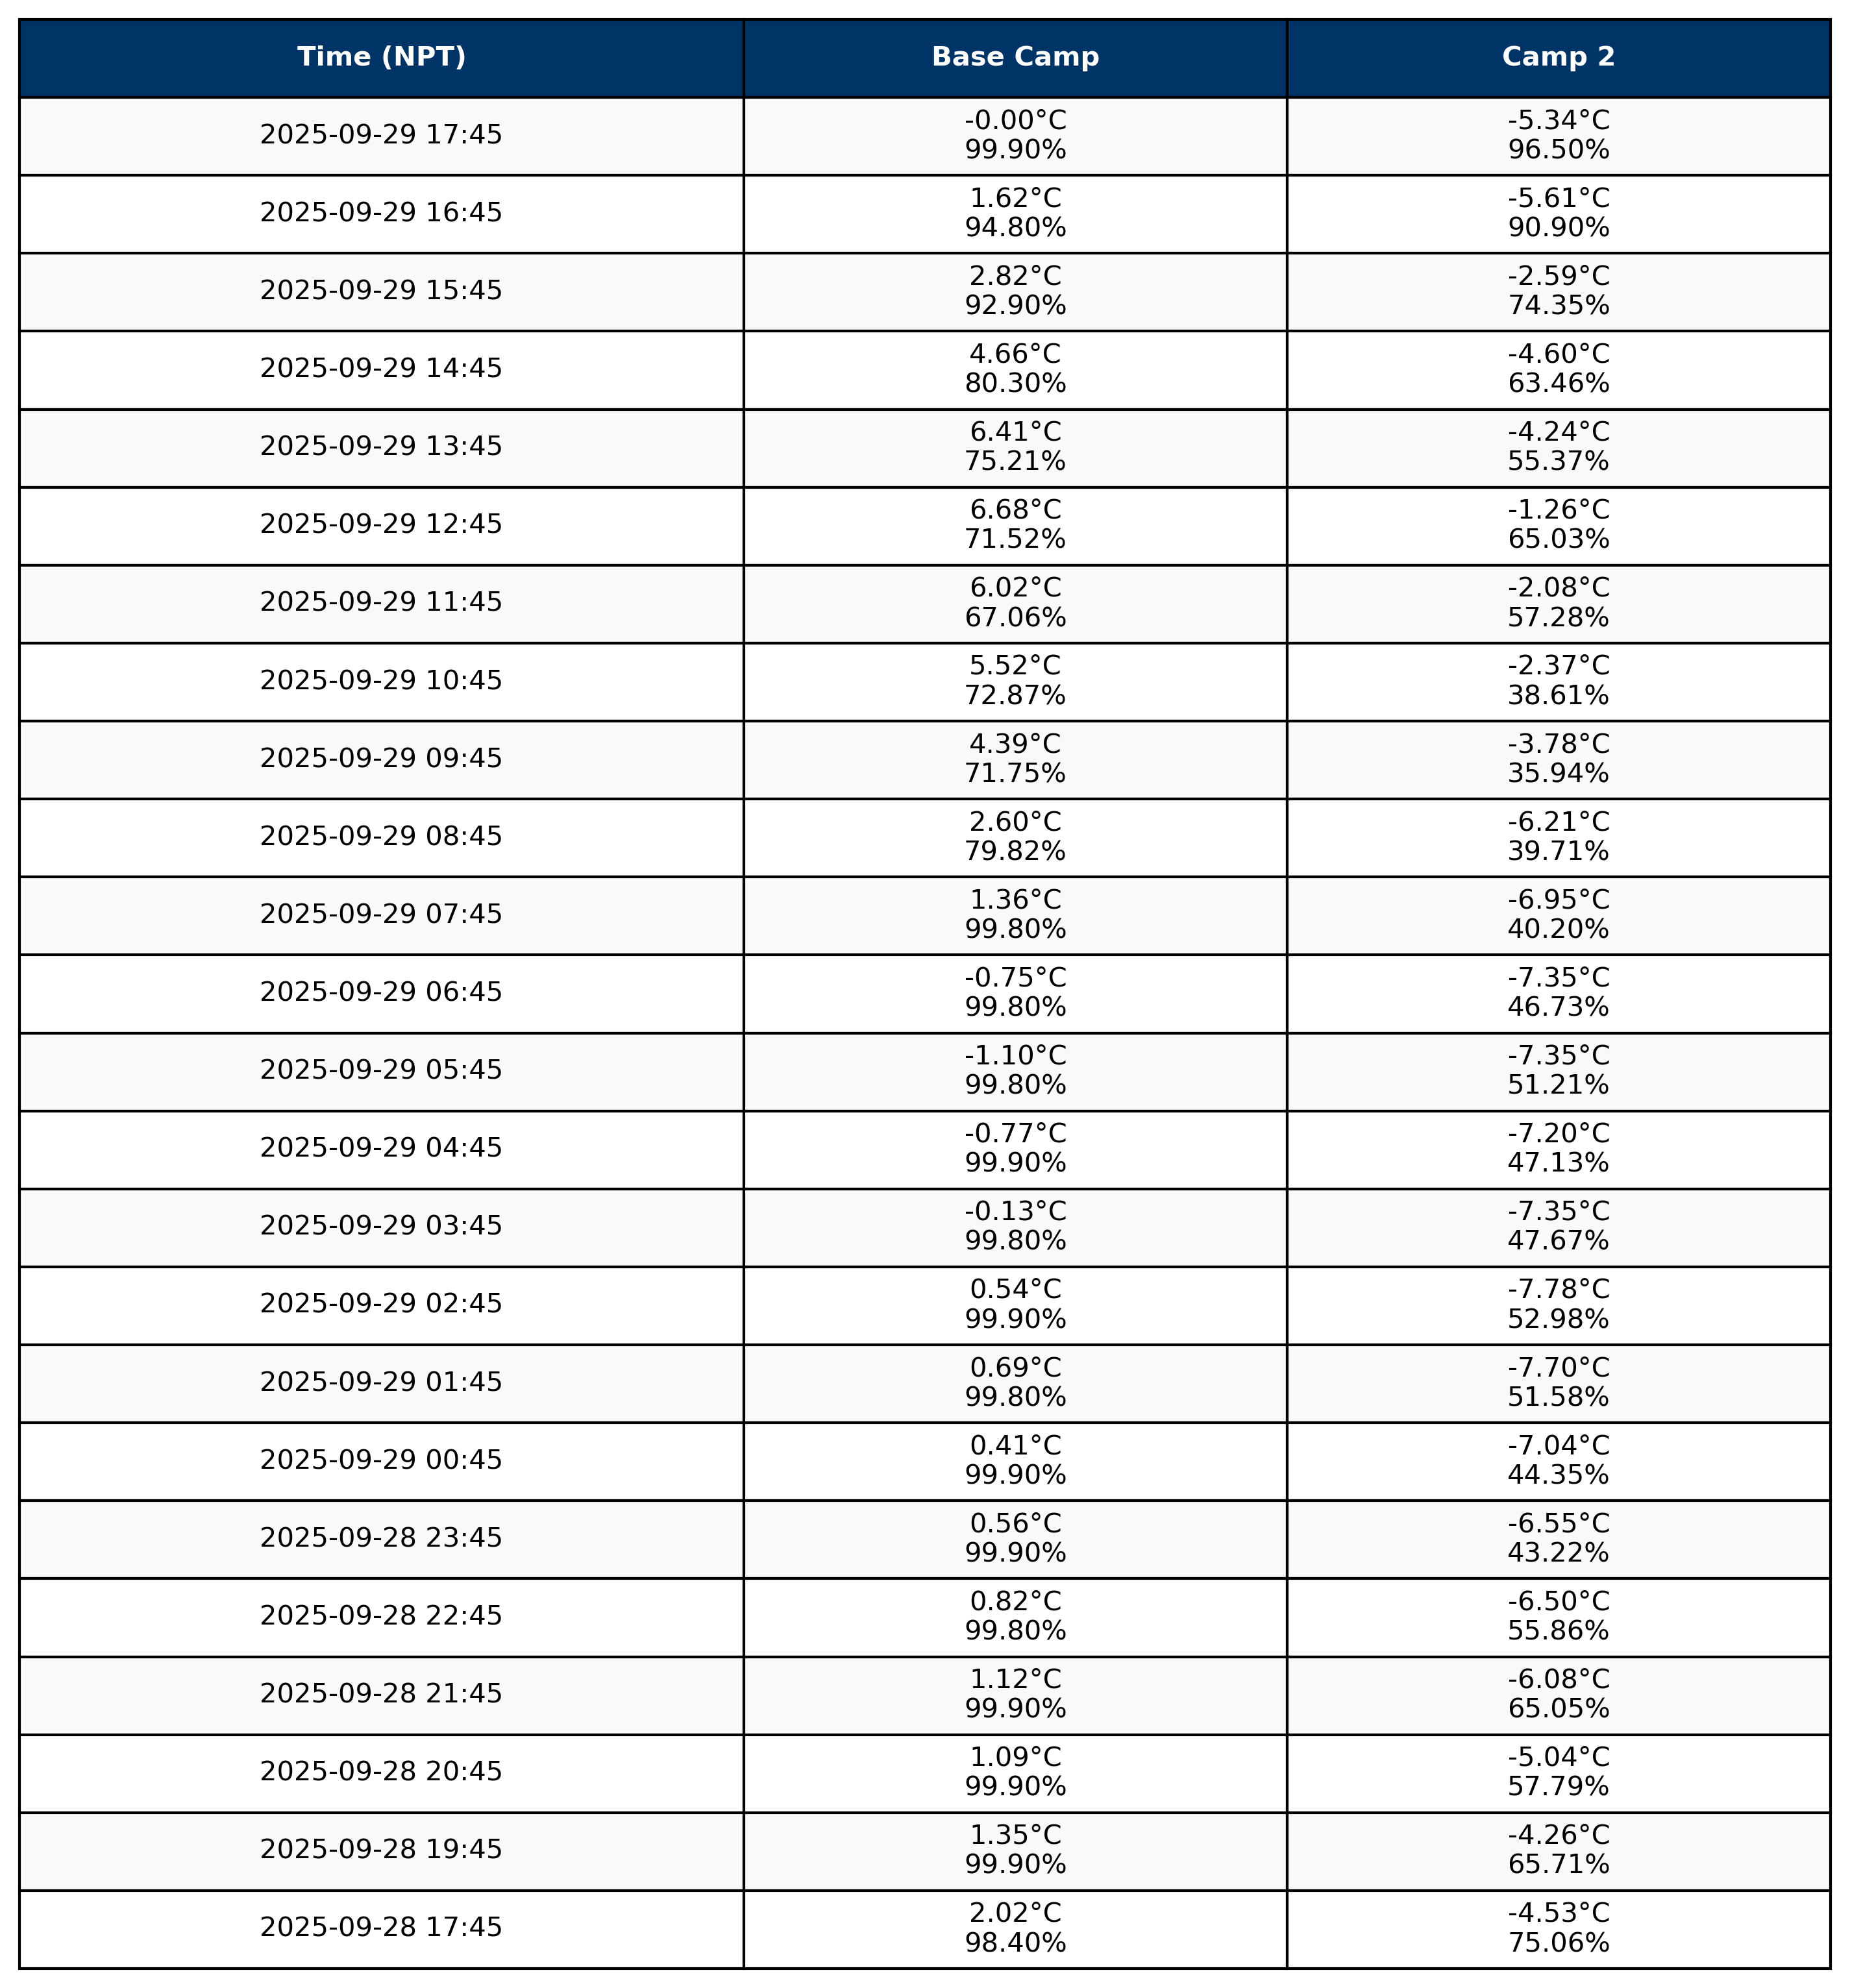 Time (NPT) Base Camp Camp 2
2025-09-29 17:45 -0.00°C -5.34°C
99.90% 96.50%
2025-09-29 16:45 1.62°C -5.61°C
94.80% 90.90%
2025-09-29 15:45 2.82°C -2.59°C
92.90% 74.35%
2025-09-29 14:45 4.66°C -4.60°C
80.30% 63.46%
2025-09-29 13:45 6.41°C -4.24°C
75.21% 55.37%
2025-09-29 12:45 6.68°C -1.26°C
71.52% 65.03%
2025-09-29 11:45 6.02°C -2.08°C
67.06% 57.28%
2025-09-29 10:45 5.52°C -2.37°C
72.87% 38.61%
2025-09-29 09:45 4.39°C -3.78°C
71.75% 35.94%
2025-09-29 08:45 2.60°C -6.21°C
79.82% 39.71%
2025-09-29 07:45 1.36°C -6.95°C
99.80% 40.20%
2025-09-29 06:45 -0.75°C -7.35°C
99.80% 46.73%
2025-09-29 05:45 -1.10°C -7.35°C
99.80% 51.21%
2025-09-29 04:45 -0.77°C -7.20°C
99.90% 47.13%
2025-09-29 03:45 -0.13°C -7.35°C
99.80% 47.67%
2025-09-29 02:45 0.54°C -7.78°C
99.90% 52.98%
2025-09-29 01:45 0.69°C -7.70°C
99.80% 51.58%
2025-09-29 00:45 0.41°C -7.04°C
99.90% 44.35%
2025-09-28 23:45 0.56°C -6.55°C
99.90% 43.22%
2025-09-28 22:45 0.82°C -6.50°C
99.80% 55.86%
2025-09-28 21:45 1.12°C -6.08°C
99.90% 65.05%
2025-09-28 20:45 1.09°C -5.04°C
99.90% 57.79%
2025-09-28 19:45 1.35°C -4.26°C
99.90% 65.71%
2025-09-28 17:45 2.02°C -4.53°C
98.40% 75.06%